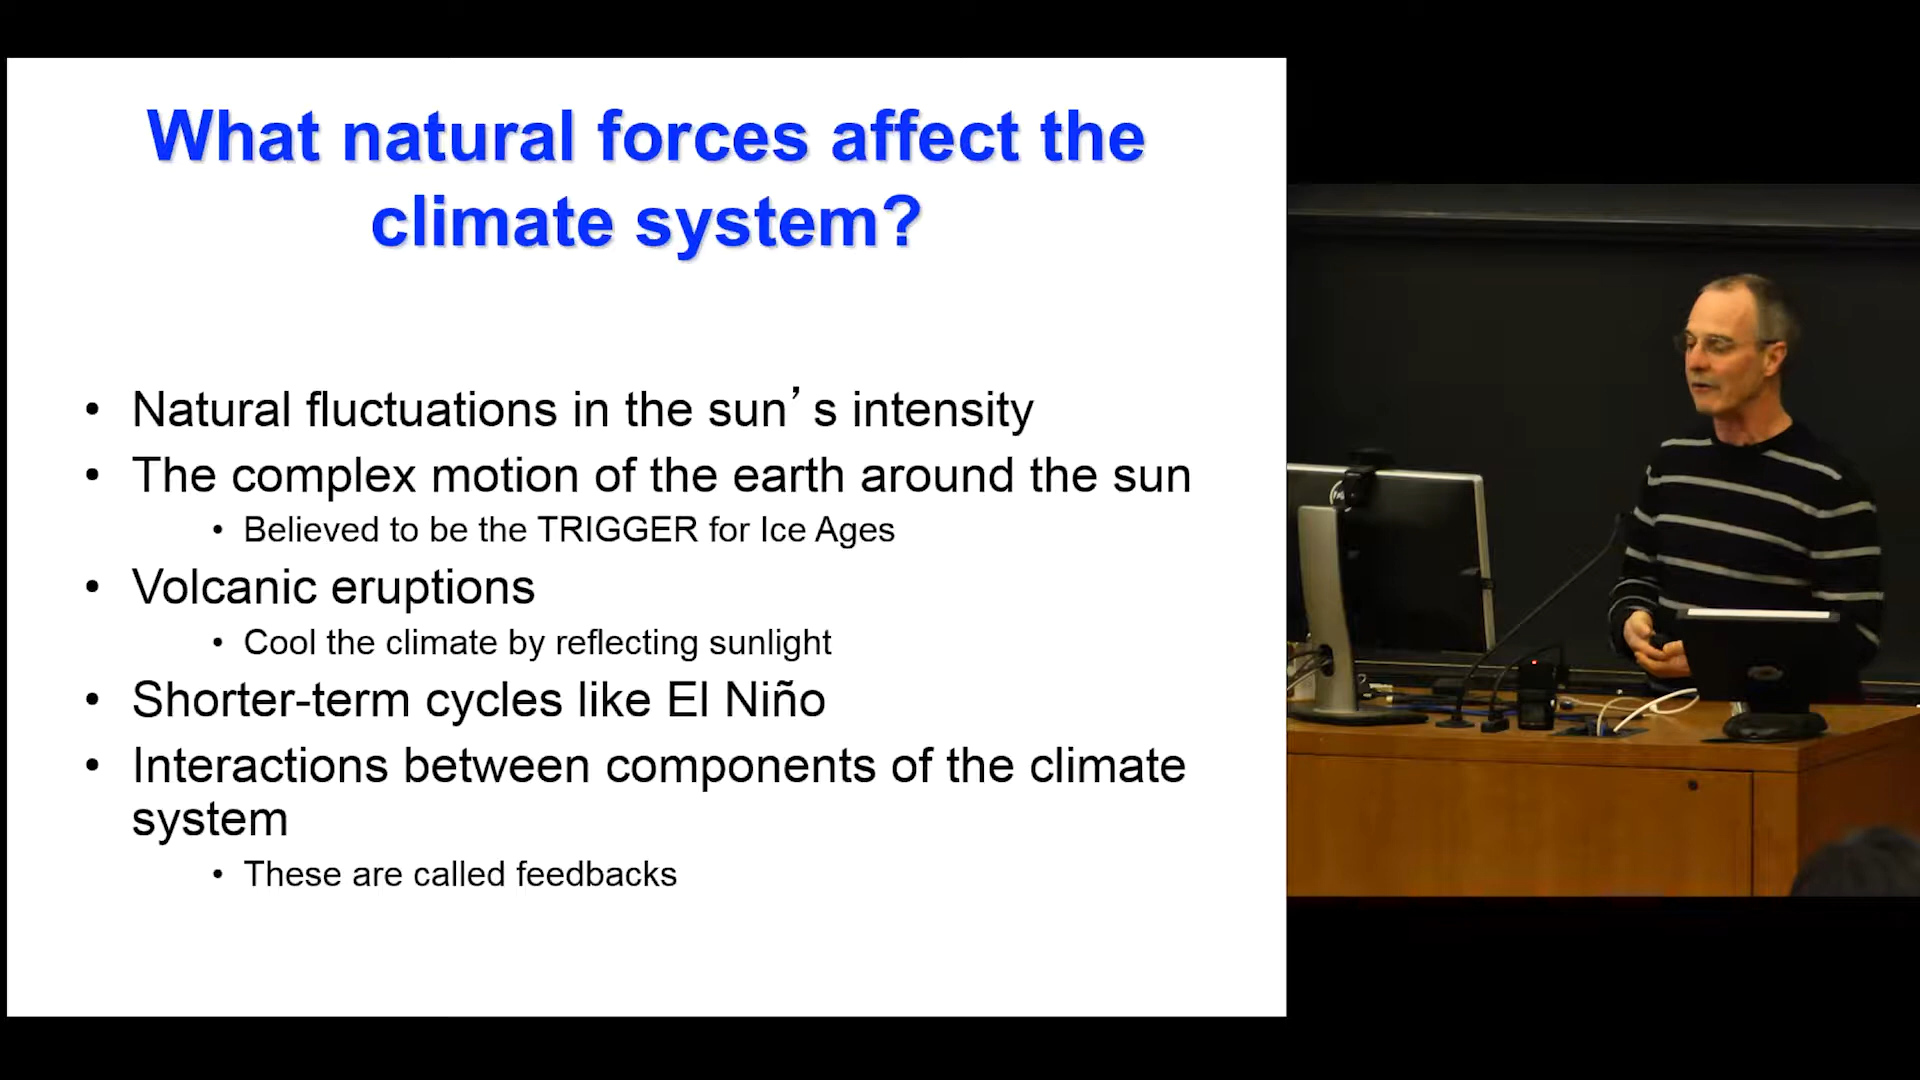 What natural forces affect the
climate system?
• Natural fluctuations in the sun’s intensity
• The complex motion of the earth around the sun
• Believed to be the TRIGGER for Ice Ages
• Volcanic eruptions
• Cool the climate by reflecting sunlight
• Shorter-term cycles like El Niño
• Interactions between components of the climate
system
• These are called feedbacks